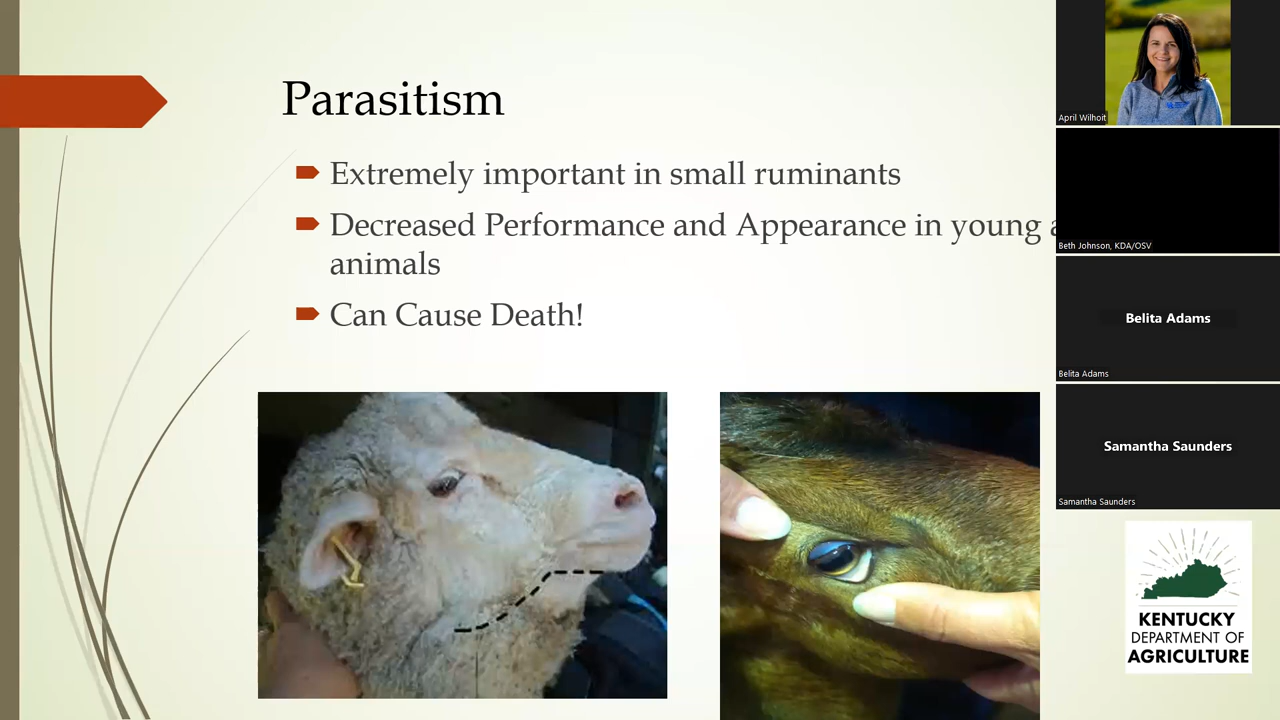 Parasitism
Extremely important in small ruminants
Decreased Performance and Appearance in young
animals
Can Cause Death!
April Wilhoit
Beth Johnson, KDA/OSV
Belita Adams
Belita Adams
Samantha Saunders
Samantha Saunders
KENTUCKY
DEPARTMENT OF
AGRICULTURE